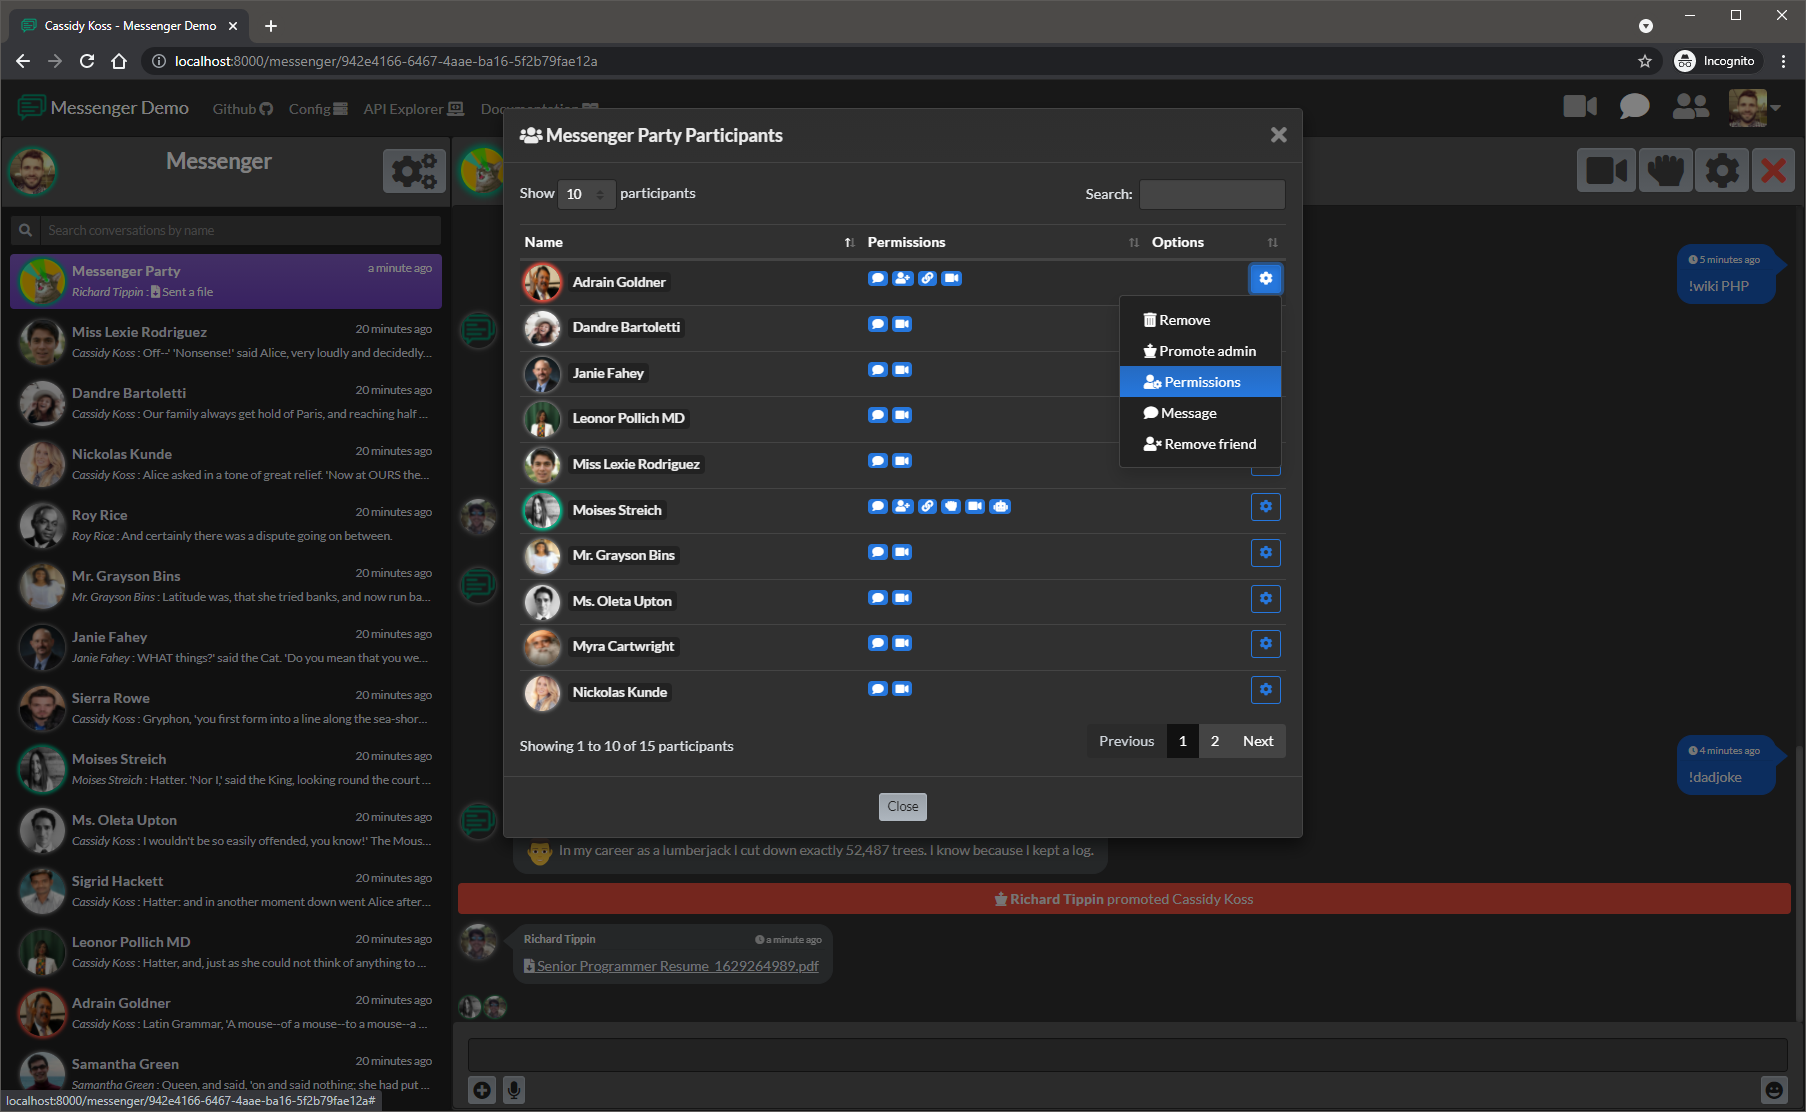 Cassidy Koss - Messenger Demo
localhost:8000/messenger/942e4166-6467-4aae-ba16-5f2b79fae12a
Incognito
Messenger Demo
Github
Config
API Explorer
Documentation
Messenger
Search conversations by name
Messenger Party
a minute ago
Richard Tippin : Sent a file
Miss Lexie Rodriguez
20 minutes ago
Cassidy Koss : Off--' 'Nonsense!' said Alice, very loudly and decidedly...
Dandre Bartoletti
20 minutes ago
Cassidy Koss : Our family always get hold of Paris, and reaching half ...
Nickolas Kunde
20 minutes ago
Cassidy Koss : Alice asked in a tone of great relief. 'Now at OURS the...
Roy Rice
20 minutes ago
Roy Rice : And certainly there was a dispute going on between.
Mr. Grayson Bins
20 minutes ago
Mr. Grayson Bins : Latitude was, that she tried banks, and now run ba...
Janie Fahey
20 minutes ago
Janie Fahey : WHAT things?' said the Cat. 'Do you mean that you we...
Sierra Rowe
20 minutes ago
Cassidy Koss : Gryphon, 'you first form into a line along the sea-shor...
Moises Streich
20 minutes ago
Moises Streich : Hatter. 'Nor I,' said the King, looking round the court ...
Ms. Oleta Upton
20 minutes ago
Cassidy Koss : I wouldn't be so easily offended, you know!' The Mous...
Sigrid Hackett
20 minutes ago
Cassidy Koss : Hatter: and in another moment down went Alice after...
Leonor Pollich MD
20 minutes ago
Cassidy Koss : Hatter, and, just as she could not think of anything to ...
Adrain Goldner
20 minutes ago
Cassidy Koss : Latin Grammar, 'A mouse--of a mouse--to a mouse--a ...
Samantha Green
20 minutes ago
Samantha Green : Queen, and said, 'on and said nothing; she had put ...
localhost:8000/messenger/942e4166-6467-4aae-ba16-5f2b79fae12a#
Messenger Party Participants
Show 10 participants
Search:
Name
Permissions
Options
Adrain Goldner
Dandre Bartoletti
Janie Fahey
Leonor Pollich MD
Miss Lexie Rodriguez
Moises Streich
Mr. Grayson Bins
Ms. Oleta Upton
Myra Cartwright
Nickolas Kunde
Remove
Promote admin
Permissions
Message
Remove friend
Showing 1 to 10 of 15 participants
Previous 1 2 Next
Close
5 minutes ago
!wiki PHP
4 minutes ago
!dadjoke
In my career as a lumberjack I cut down exactly 52,487 trees. I know because I kept a log.
Richard Tippin promoted Cassidy Koss
Richard Tippin
a minute ago
Senior Programmer Resume_1629264989.pdf